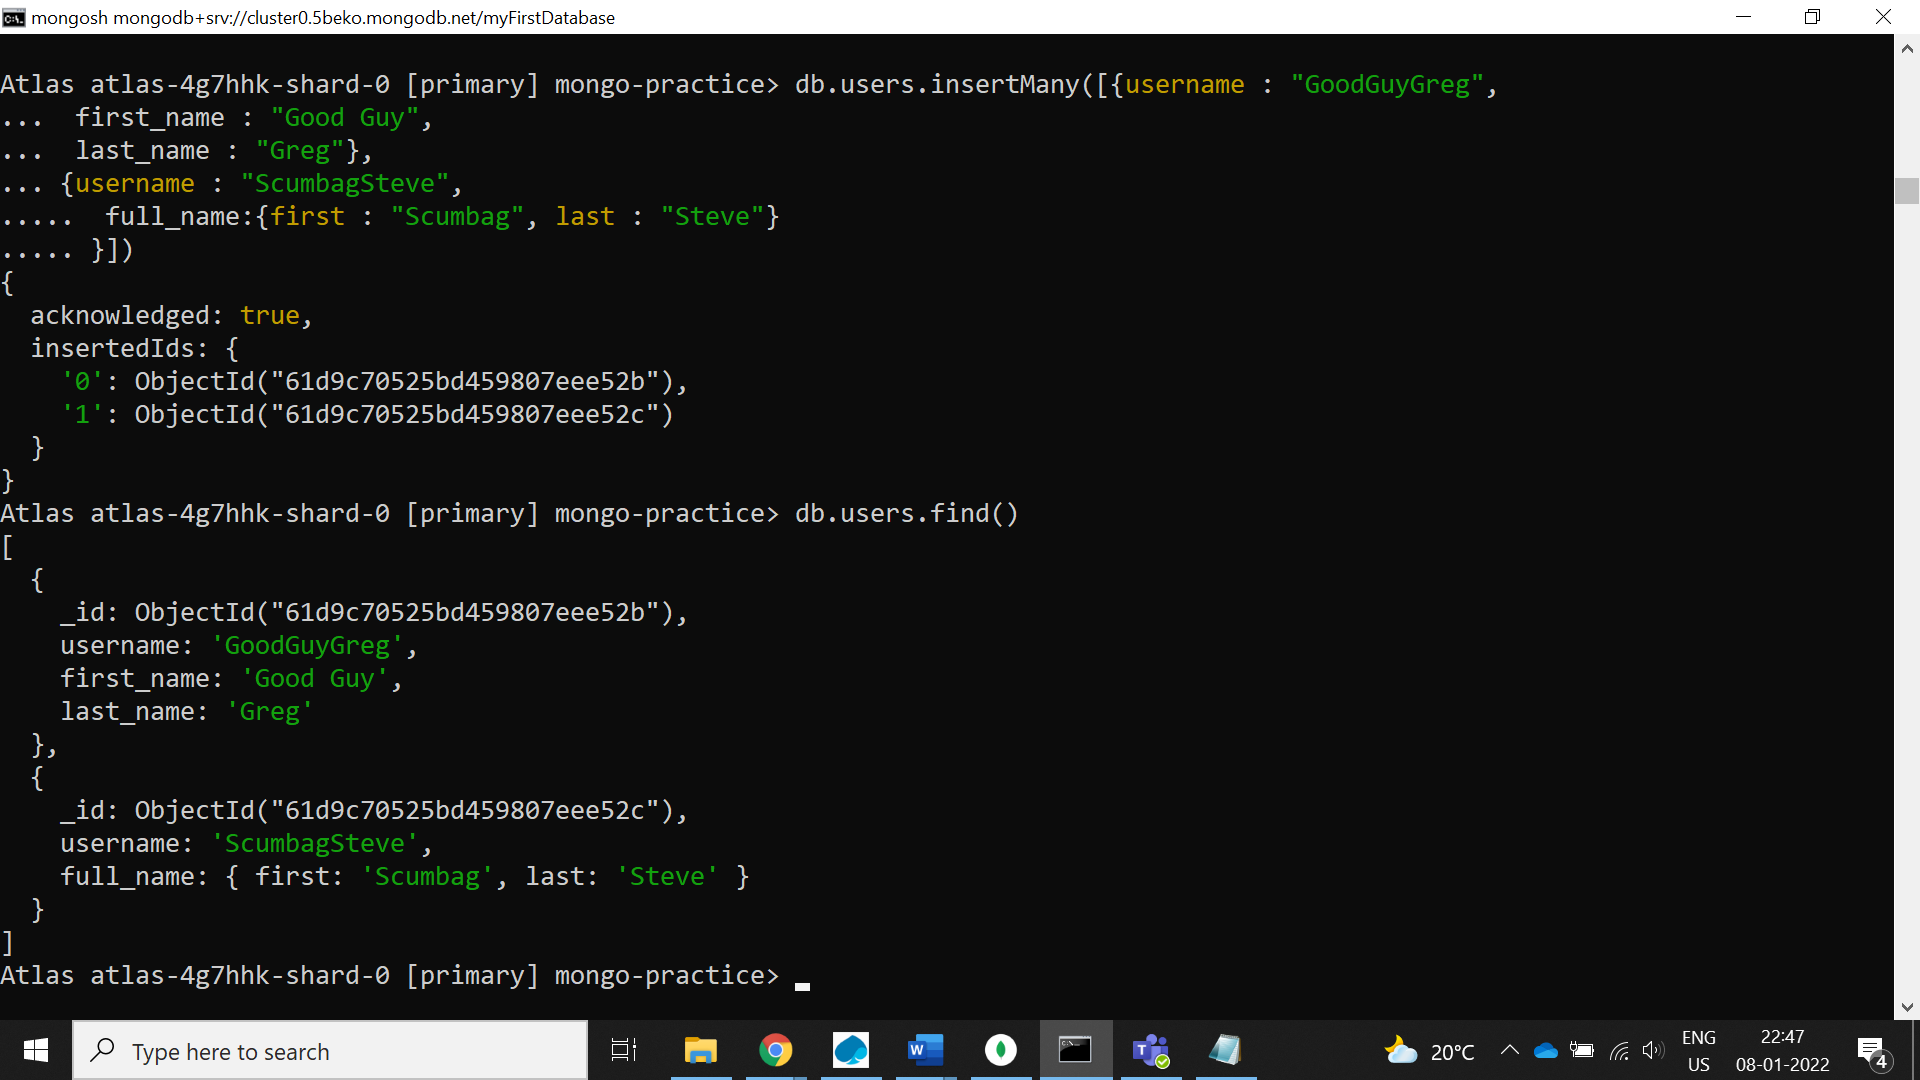 mongosh mongodb+srv://cluster0.5beko.mongodb.net/myFirstDatabase
Atlas atlas-4g7hhk-shard-0 [primary] mongo-practice> db.users.insertMany([{username : "GoodGuyGreg",
...  first_name : "Good Guy",
...  last_name : "Greg"},
... {username : "ScumbagSteve",
.....  full_name:{first : "Scumbag", last : "Steve"}
..... }])
{
  acknowledged: true,
  insertedIds: {
    '0': ObjectId("61d9c70525bd459807eee52b"),
    '1': ObjectId("61d9c70525bd459807eee52c")
  }
}
Atlas atlas-4g7hhk-shard-0 [primary] mongo-practice> db.users.find()
[
  {
    _id: ObjectId("61d9c70525bd459807eee52b"),
    username: 'GoodGuyGreg',
    first_name: 'Good Guy',
    last_name: 'Greg'
  },
  {
    _id: ObjectId("61d9c70525bd459807eee52c"),
    username: 'ScumbagSteve',
    full_name: { first: 'Scumbag', last: 'Steve' }
  }
]
Atlas atlas-4g7hhk-shard-0 [primary] mongo-practice>
Type here to search
20°C
ENG
US
22:47
08-01-2022
4